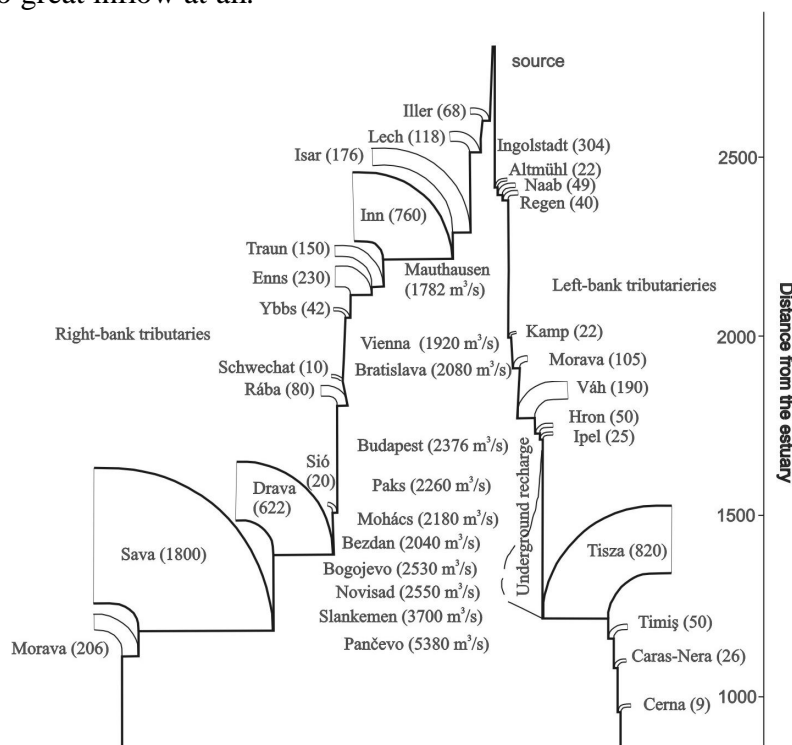 o great inflow at all.
source
Iller (68)
Lech (118)
Ingolstadt (304)
Isar (176)
2500
Altmühl (22)
Naab (49)
Regen (40)
Inn (760)
Traun (150)
Mauthausen
(1782 m³/s)
Enns (230)
Left-bank tributarieries
Ybbs (42)
Right-bank tributaries
Kamp (22)
2000
Vienna (1920 m³/s)
Morava (105)
Schwechat (10)
Bratislava (2080 m³/s)
Váh (190)
Rába (80)
Hron (50)
Ipel (25)
Distance from the estuary
Budapest (2376 m³/s)
Sió
(20)
Underground recharge
Drava
(622)
Paks (2260 m³/s)
Mohács (2180 m³/s)
1500
Bezdan (2040 m³/s)
Sava (1800)
Tisza (820)
Bogojevo (2530 m³/s)
Novisad (2550 m³/s)
Slankemen (3700 m³/s)
Timiş (50)
Morava (206)
Pančevo (5380 m³/s)
Caras-Nera (26)
Cerna (9)
1000